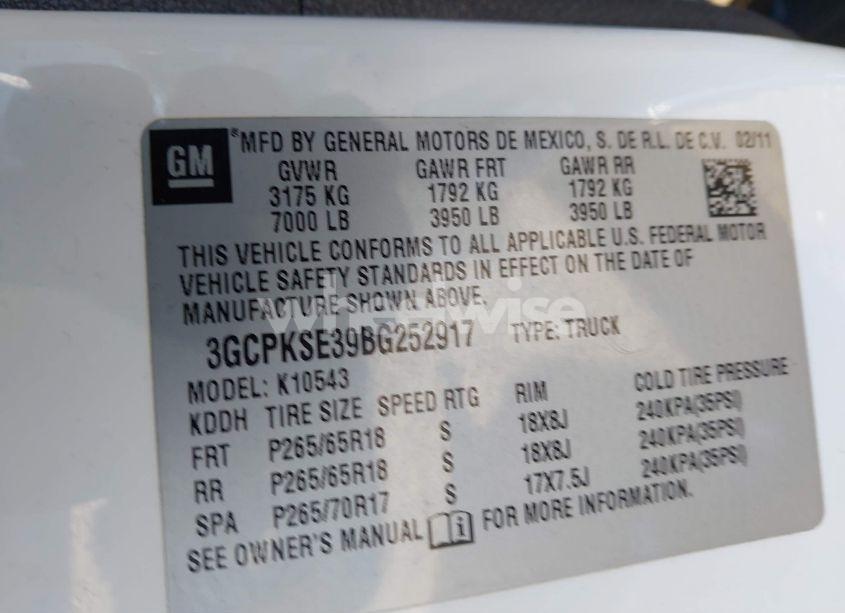 GM
®MFD BY GENERAL MOTORS DE MEXICO, S. DE R.L. DE C.V. 02/11
GVWR GAWR FRT GAWR RR
3175 KG 1792 KG 1792 KG
7000 LB 3950 LB 3950 LB
THIS VEHICLE CONFORMS TO ALL APPLICABLE U.S. FEDERAL MOTOR
VEHICLE SAFETY STANDARDS IN EFFECT ON THE DATE OF
MANUFACTURE SHOWN ABOVE.
wheelwise
3GCPKSE39BG252917 TYPE: TRUCK
MODEL: K10543
KDDH TIRE SIZE SPEED RTG RIM COLD TIRE PRESSURE
FRT P265/65R18 S 18X8J 240KPA(35PSI)
RR P265/65R18 S 18X8J 240KPA(35PSI)
SPA P265/70R17 S 17X7.5J 240KPA(35PSI)
SEE OWNER'S MANUAL i FOR MORE INFORMATION.